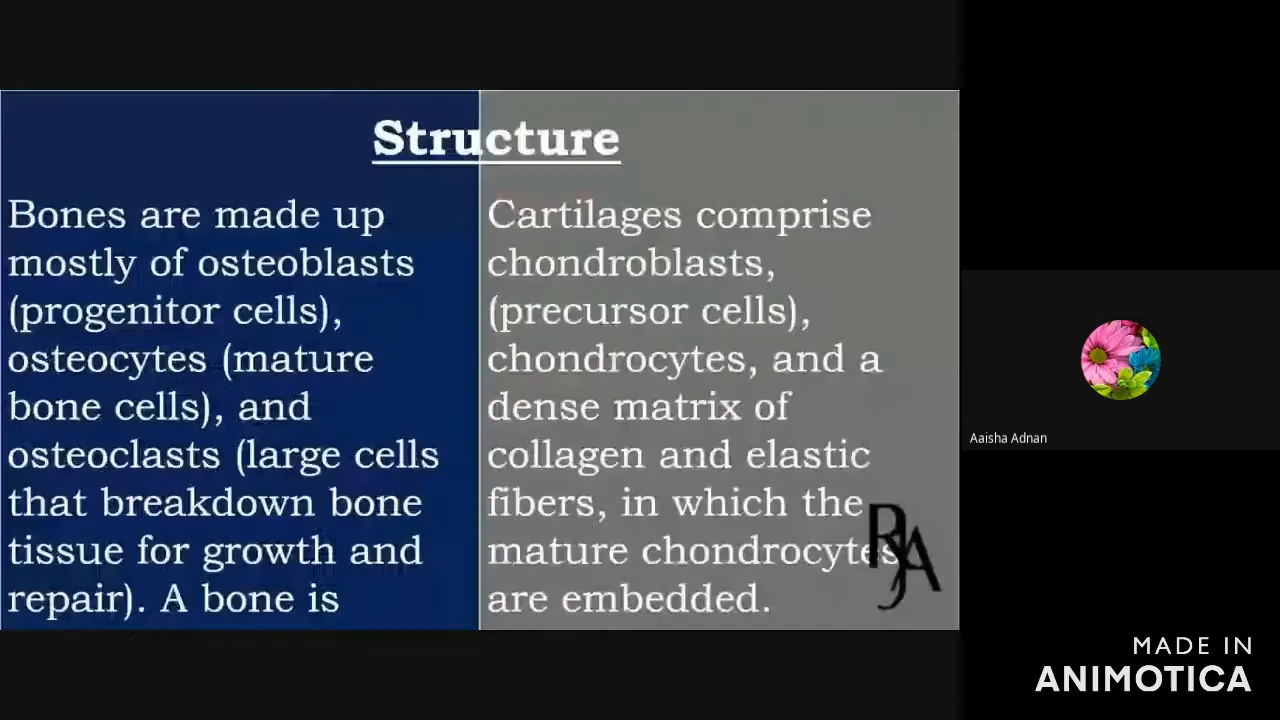 Structure
Bones are made up
mostly of osteoblasts
(progenitor cells),
osteocytes (mature
bone cells), and
osteoclasts (large cells
that breakdown bone
tissue for growth and
repair). A bone is
Cartilages comprise
chondroblasts,
(precursor cells),
chondrocytes, and a
dense matrix of
collagen and elastic
fibers, in which the
mature chondrocytes
are embedded.
RJA
Aaisha Adnan
MADE IN
ANIMOTICA